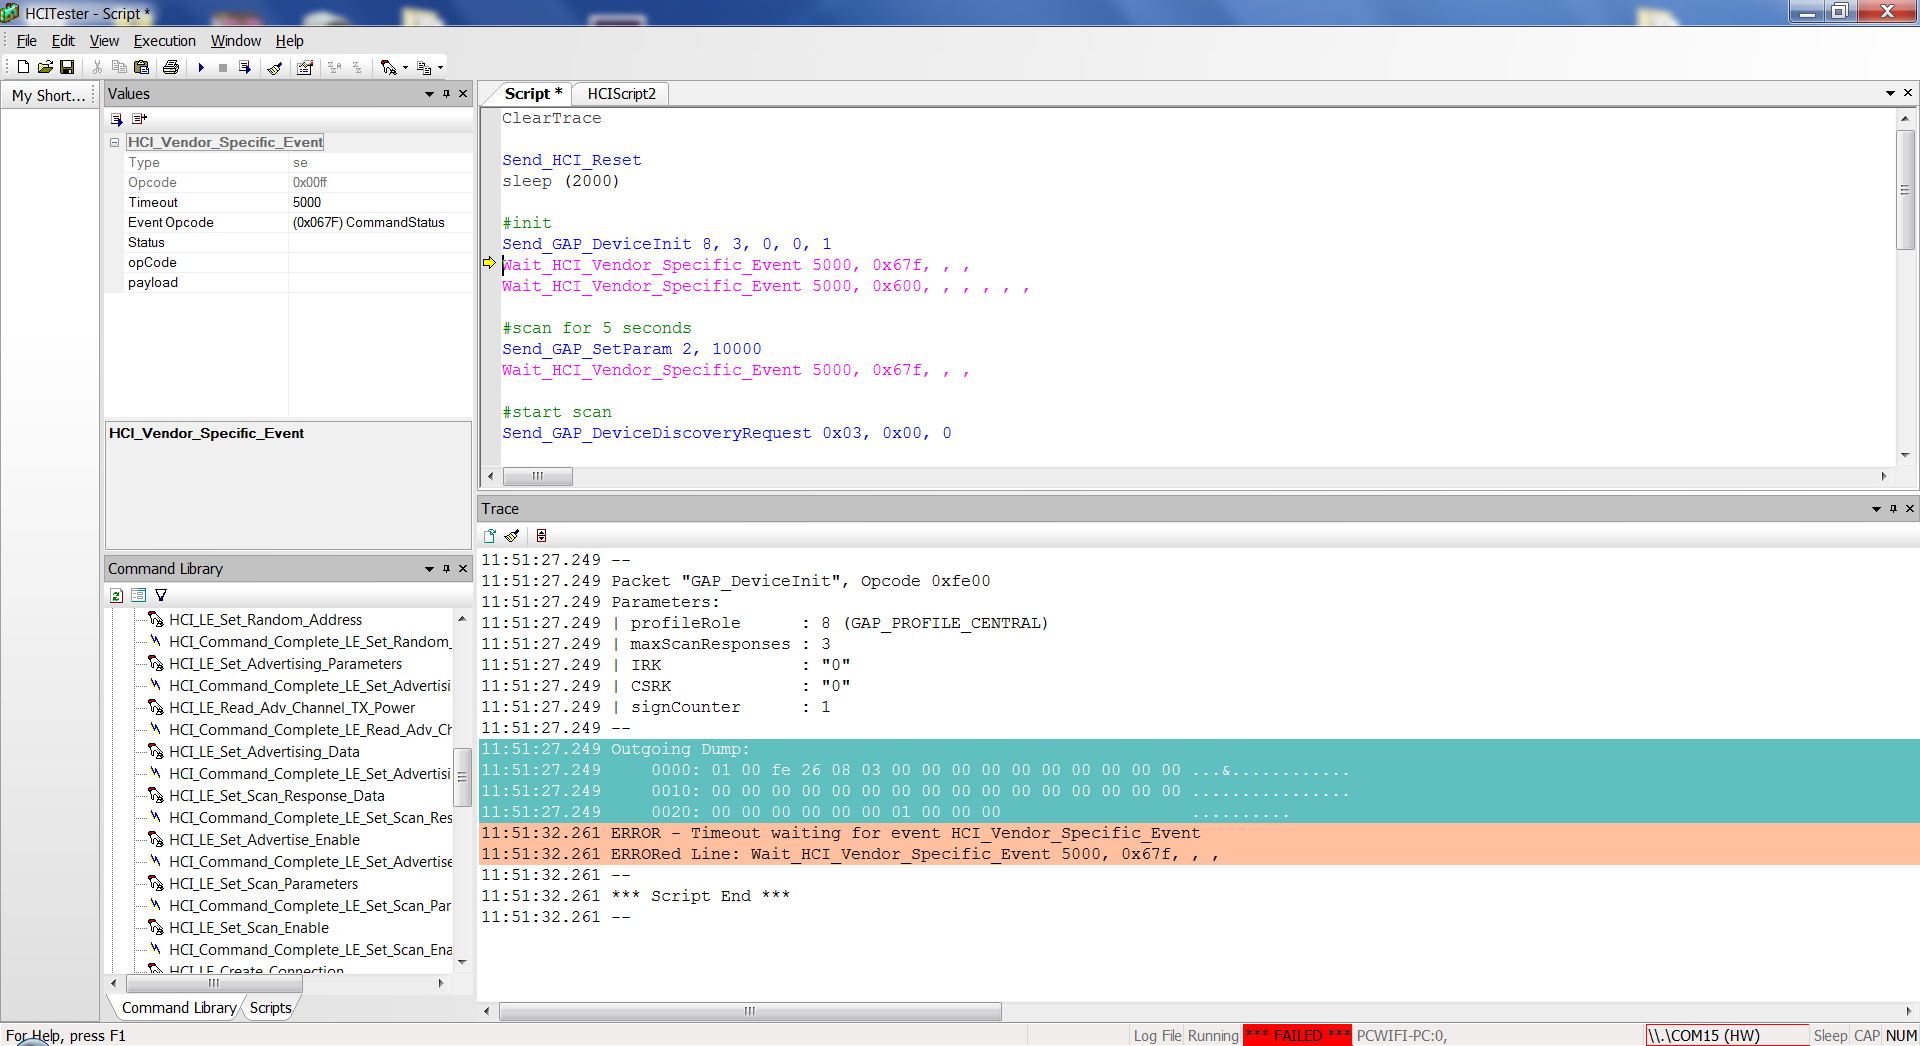 HCITester - Script *
File Edit View Execution Window Help
My Short...
Values
HCI_Vendor_Specific_Event
Type se
Opcode 0x00ff
Timeout 5000
Event Opcode (0x067F) CommandStatus
Status
opCode
payload
HCI_Vendor_Specific_Event
Command Library
HCI_LE_Set_Random_Address
HCI_Command_Complete_LE_Set_Random_
HCI_LE_Set_Advertising_Parameters
HCI_Command_Complete_LE_Set_Advertisi
HCI_LE_Read_Adv_Channel_TX_Power
HCI_Command_Complete_LE_Read_Adv_Ch
HCI_LE_Set_Advertising_Data
HCI_Command_Complete_LE_Set_Advertisi
HCI_LE_Set_Scan_Response_Data
HCI_Command_Complete_LE_Set_Scan_Res
HCI_LE_Set_Advertise_Enable
HCI_Command_Complete_LE_Set_Advertise
HCI_LE_Set_Scan_Parameters
HCI_Command_Complete_LE_Set_Scan_Par
HCI_LE_Set_Scan_Enable
HCI_Command_Complete_LE_Set_Scan_Ena
HCI_LE_Create_Connection
Command Library Scripts
Script * HCIScript2
ClearTrace
Send_HCI_Reset
sleep (2000)
#init
Send_GAP_DeviceInit 8, 3, 0, 0, 1
Wait_HCI_Vendor_Specific_Event 5000, 0x67f, , ,
Wait_HCI_Vendor_Specific_Event 5000, 0x600, , , , , ,
#scan for 5 seconds
Send_GAP_SetParam 2, 10000
Wait_HCI_Vendor_Specific_Event 5000, 0x67f, , ,
#start scan
Send_GAP_DeviceDiscoveryRequest 0x03, 0x00, 0
Trace
11:51:27.249 --
11:51:27.249 Packet "GAP_DeviceInit", Opcode 0xfe00
11:51:27.249 Parameters:
11:51:27.249 | profileRole : 8 (GAP_PROFILE_CENTRAL)
11:51:27.249 | maxScanResponses : 3
11:51:27.249 | IRK : "0"
11:51:27.249 | CSRK : "0"
11:51:27.249 | signCounter : 1
11:51:27.249 --
11:51:27.249 Outgoing Dump:
11:51:27.249 0000: 01 00 fe 26 08 03 00 00 00 00 00 00 00 00 00 00 ...&............
11:51:27.249 0010: 00 00 00 00 00 00 00 00 00 00 00 00 00 00 00 00 ................
11:51:27.249 0020: 00 00 00 00 00 00 01 00 00 00 ..........
11:51:32.261 ERROR - Timeout waiting for event HCI_Vendor_Specific_Event
11:51:32.261 ERRORed Line: Wait_HCI_Vendor_Specific_Event 5000, 0x67f, , ,
11:51:32.261 --
11:51:32.261 *** Script End ***
11:51:32.261 --
For Help, press F1
Log File Running *** FAILED *** PCWIFI-PC:0, \\.\COM15 (HW) Sleep CAP NUM